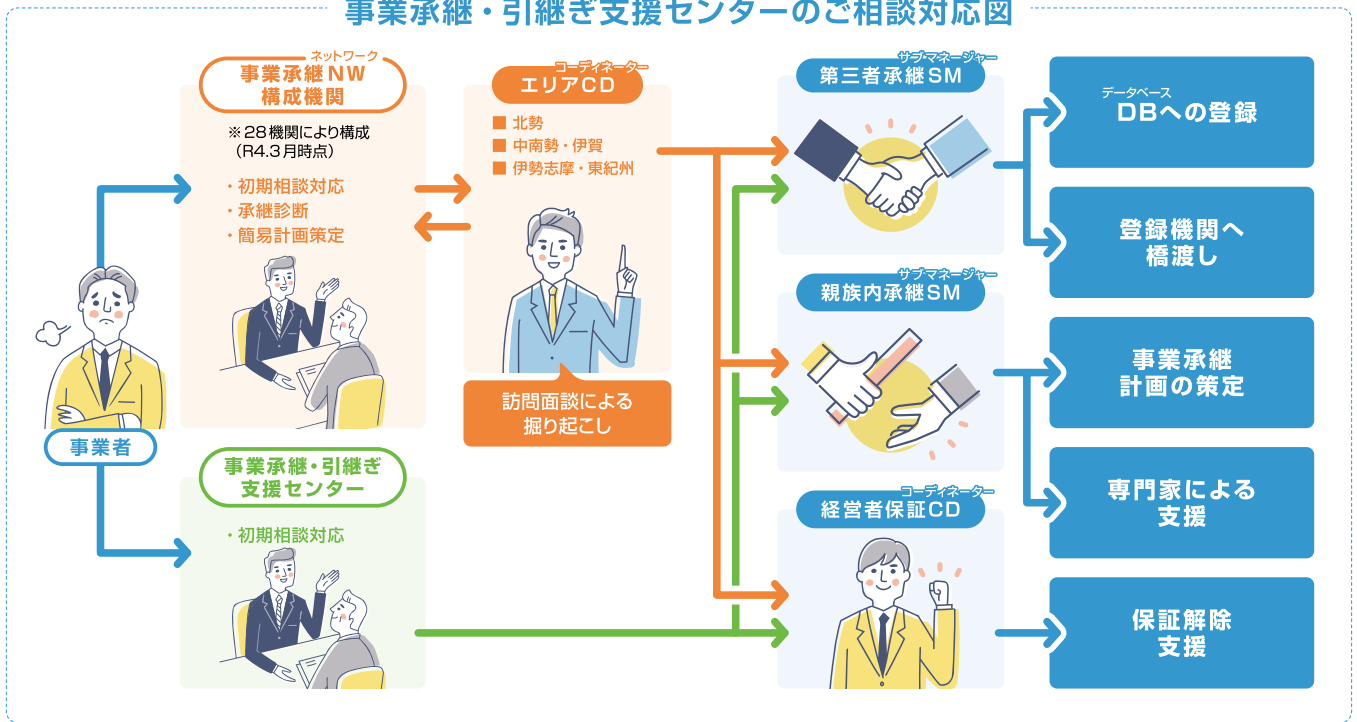 事業承継・引継ぎ支援センターのご相談対応図
ネットワーク
事業承継NW
構成機関
※28機関により構成
(R4.3月時点)
・初期相談対応
・承継診断
・簡易計画策定
コーディネーター
エリアCD
■ 北勢
■ 中南勢・伊賀
■ 伊勢志摩・東紀州
訪問面談による
掘り起こし
事業者
事業承継・引継ぎ
支援センター
・初期相談対応
サブ・マネージャー
第三者承継SM
サブ・マネージャー
親族内承継SM
コーディネーター
経営者保証CD
データベース
DBへの登録
登録機関へ
橋渡し
事業承継
計画の策定
専門家による
支援
保証解除
支援